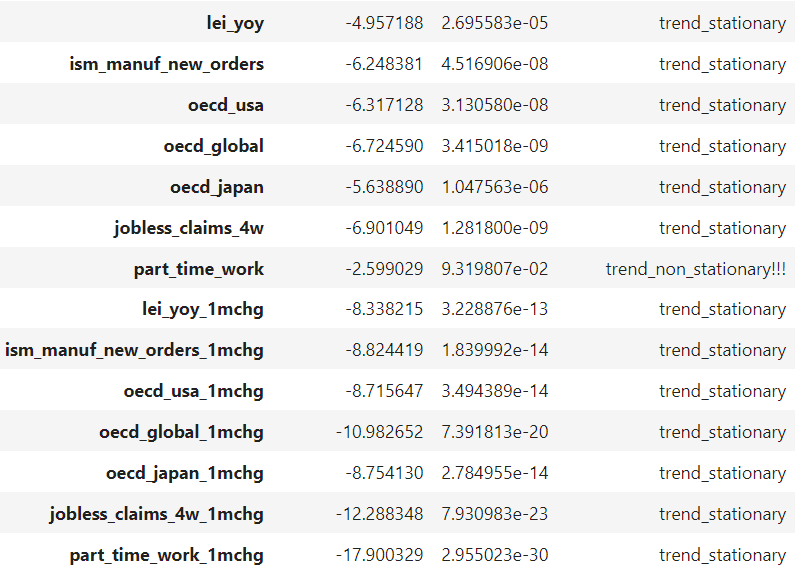 lei_yoy -4.957188 2.695583e-05 trend_stationary
ism_manuf_new_orders -6.248381 4.516906e-08 trend_stationary
oecd_usa -6.317128 3.130580e-08 trend_stationary
oecd_global -6.724590 3.415018e-09 trend_stationary
oecd_japan -5.638890 1.047563e-06 trend_stationary
jobless_claims_4w -6.901049 1.281800e-09 trend_stationary
part_time_work -2.599029 9.319807e-02 trend_non_stationary!!!
lei_yoy_1mchg -8.338215 3.228876e-13 trend_stationary
ism_manuf_new_orders_1mchg -8.824419 1.839992e-14 trend_stationary
oecd_usa_1mchg -8.715647 3.494389e-14 trend_stationary
oecd_global_1mchg -10.982652 7.391813e-20 trend_stationary
oecd_japan_1mchg -8.754130 2.784955e-14 trend_stationary
jobless_claims_4w_1mchg -12.288348 7.930983e-23 trend_stationary
part_time_work_1mchg -17.900329 2.955023e-30 trend_stationary